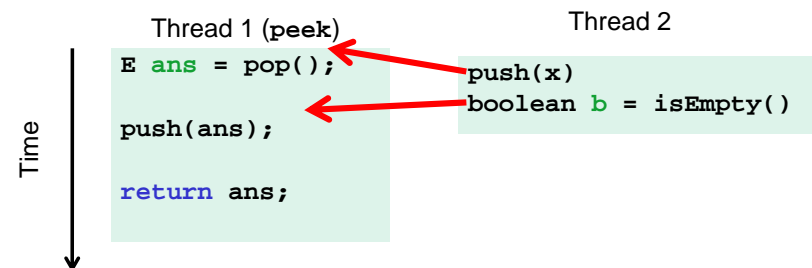 Thread 1 (peek)
E ans = pop();
push(ans);
return ans;
Thread 2
push(x)
boolean b = isEmpty()
Time